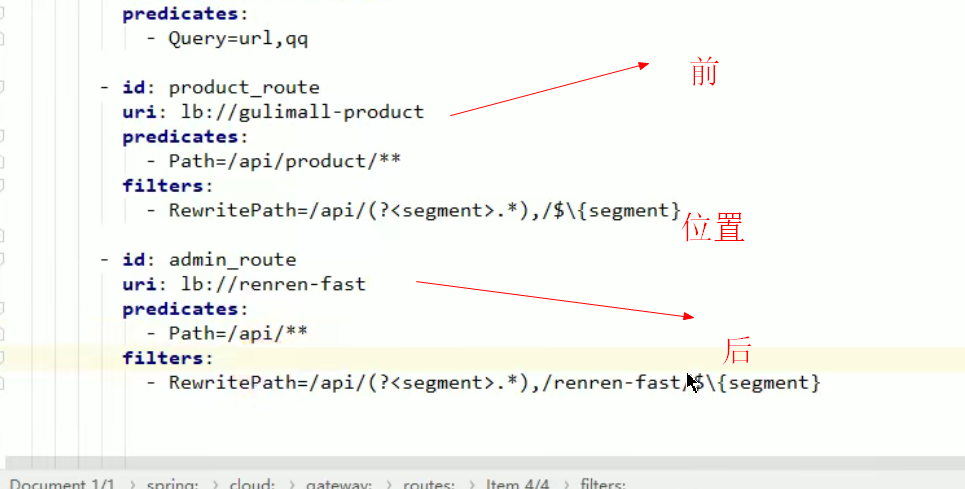 predicates:
- Query=url,qq
- id: product_route
前
uri: lb://gulimall-product
predicates:
- Path=/api/product/**
filters:
- RewritePath=/api/(?<segment>.*),/$\{segment}
位置
- id: admin_route
uri: lb://renren-fast
predicates:
- Path=/api/**
后
filters:
- RewritePath=/api/(?<segment>.*),/renren-fast/$\{segment}
Document 1/1 › spring: › cloud: › gateway: › routes: › Item 4/4 › filters: